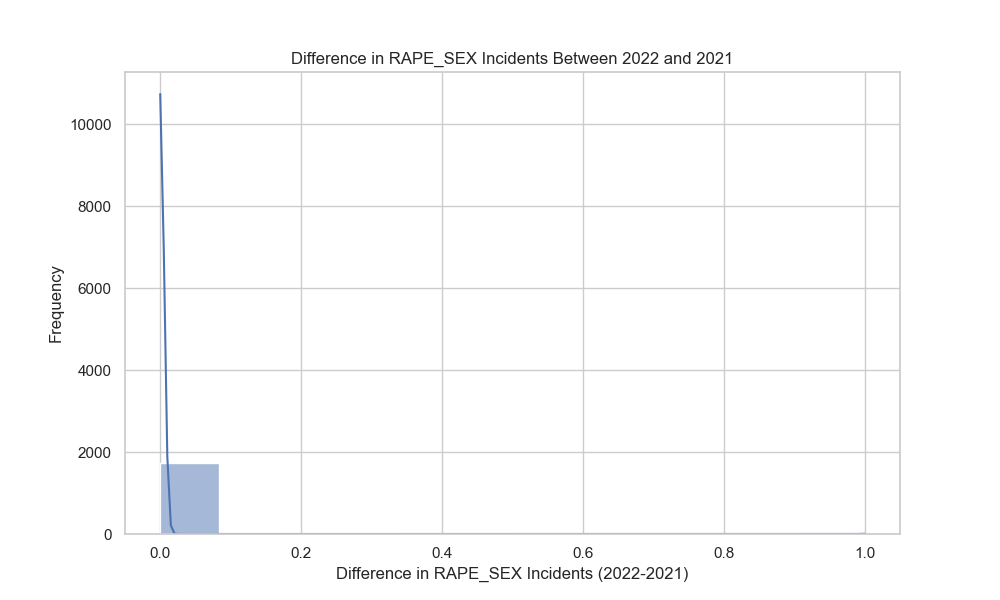 Difference in RAPE_SEX Incidents Between 2022 and 2021
10000
8000
6000
4000
2000
0
Frequency
0.0 0.2 0.4 0.6 0.8 1.0
Difference in RAPE_SEX Incidents (2022-2021)